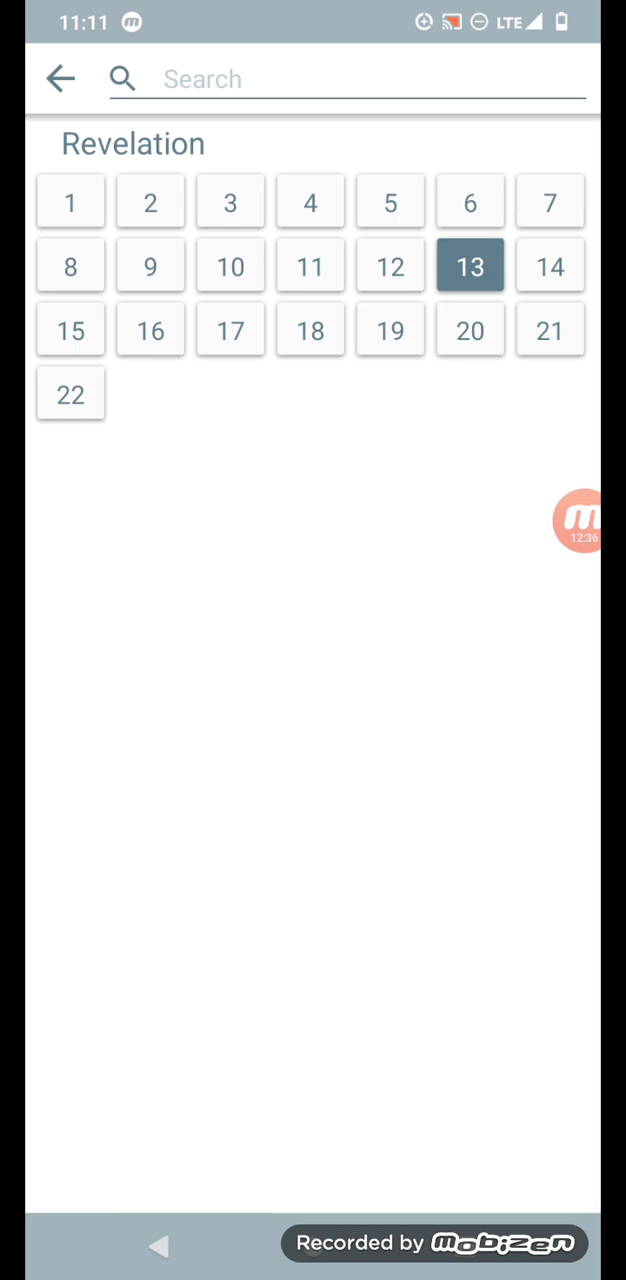 11:11 m LTE
Search
Revelation
1 2 3 4 5 6 7
8 9 10 11 12 13 14
15 16 17 18 19 20 21
22
m
12:36
Recorded by mobizen